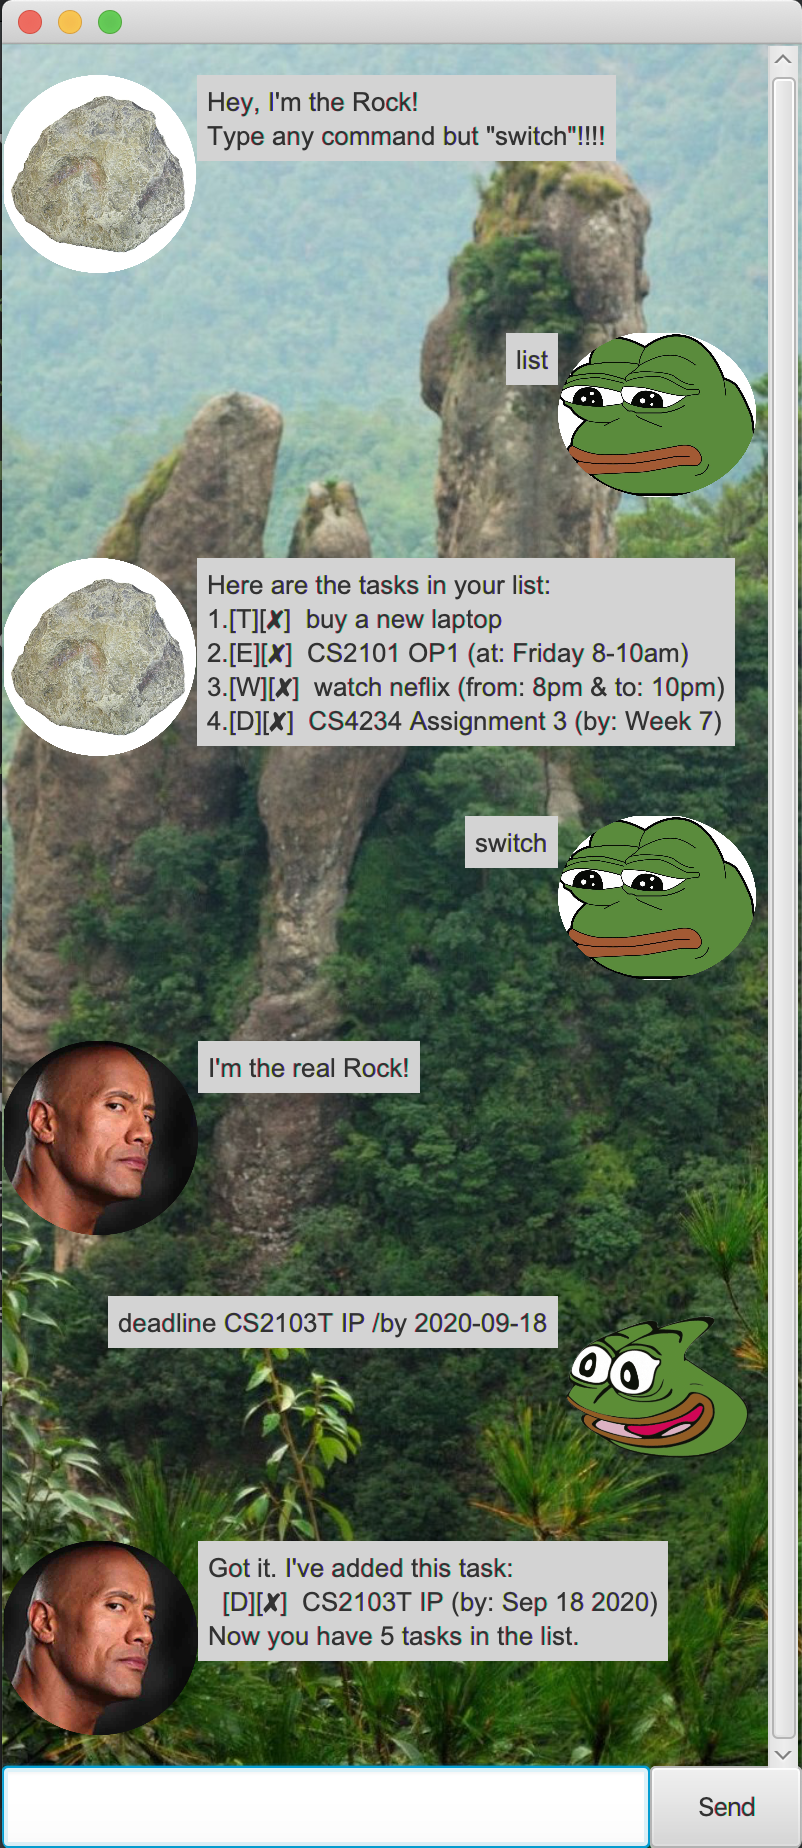 Hey, I'm the Rock!
Type any command but "switch"!!!!
list
Here are the tasks in your list:
1.[T][✘]  buy a new laptop
2.[E][✘]  CS2101 OP1 (at: Friday 8-10am)
3.[W][✘]  watch neflix (from: 8pm & to: 10pm)
4.[D][✘]  CS4234 Assignment 3 (by: Week 7)
switch
I'm the real Rock!
deadline CS2103T IP /by 2020-09-18
Got it. I've added this task:
  [D][✘]  CS2103T IP (by: Sep 18 2020)
Now you have 5 tasks in the list.
Send